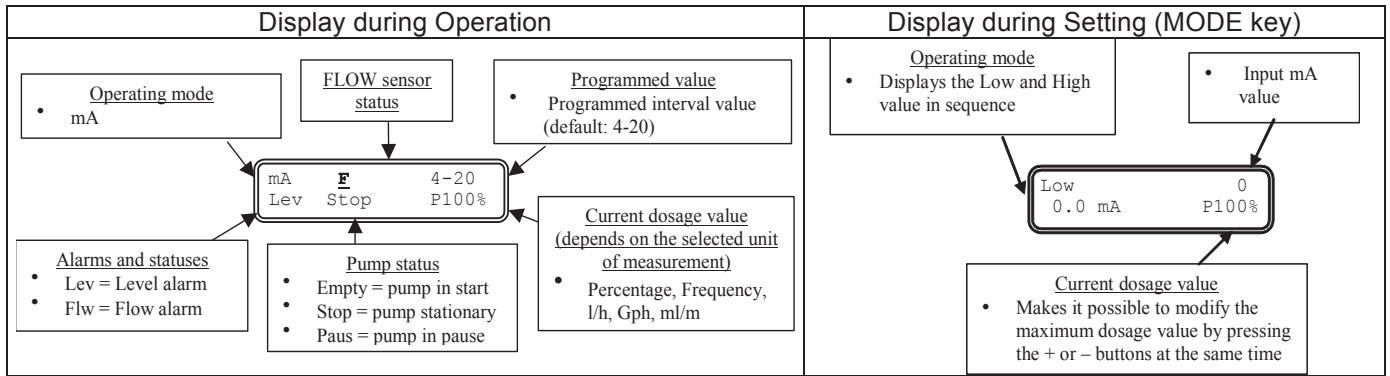 Display during Operation
Display during Setting (MODE key)
Operating mode
• mA
FLOW sensor
status
Programmed value
• Programmed interval value
(default: 4-20)
mA F 4-20
Lev Stop P100%
Alarms and statuses
• Lev = Level alarm
• Flw = Flow alarm
Pump status
• Empty = pump in start
• Stop = pump stationary
• Paus = pump in pause
Current dosage value
(depends on the selected unit
of measurement)
• Percentage, Frequency,
l/h, Gph, ml/m
Operating mode
• Displays the Low and High
value in sequence
• Input mA
value
Low 0
0.0 mA P100%
Current dosage value
• Makes it possible to modify the
maximum dosage value by pressing
the + or – buttons at the same time